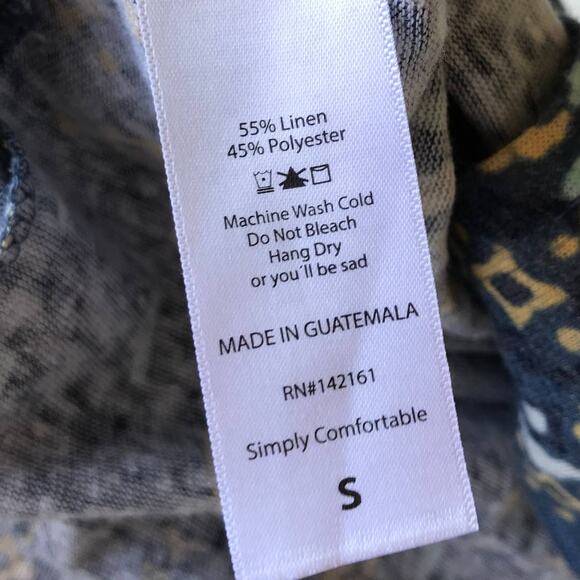 55% Linen
45% Polyester
Machine Wash Cold
Do Not Bleach
Hang Dry
or you'll be sad
MADE IN GUATEMALA
RN#142161
Simply Comfortable
S